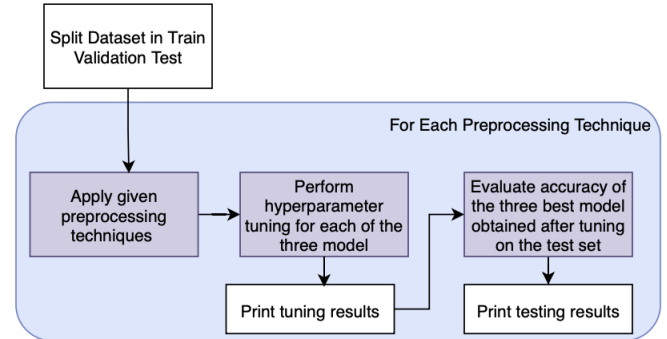 Split Dataset in Train
Validation Test
For Each Preprocessing Technique
Apply given
preprocessing
techniques
Perform
hyperparameter
tuning for each of the
three model
Evaluate accuracy of
the three best model
obtained after tuning
on the test set
Print tuning results
Print testing results